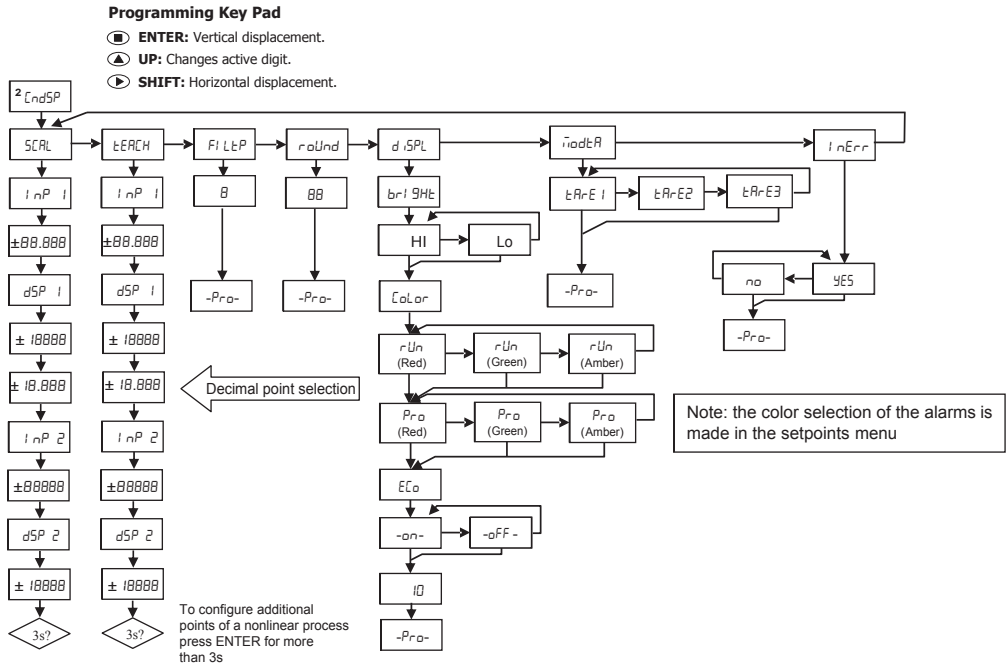 Programming Key Pad
ENTER: Vertical displacement.
UP: Changes active digit.
SHIFT: Horizontal displacement.
2 CndSP
SCAL
tEACH
FILtP
roUnd
diSPL
ModtA
InErr
InP 1
InP 1
8
88
briGHt
tArE1
tArE2
tArE3
±88.888
±88.888
HI
Lo
dSP 1
dSP 1
-Pro-
-Pro-
CoLor
-Pro-
no
YES
-Pro-
±18888
±18888
rUn
(Red)
rUn
(Green)
rUn
(Amber)
±18.888
±18.888
Decimal point selection
Pro
(Red)
Pro
(Green)
Pro
(Amber)
Note: the color selection of the alarms is
made in the setpoints menu
InP 2
InP 2
±88888
±88888
ECo
dSP 2
dSP 2
-on-
-oFF-
±18888
±18888
10
3s?
3s?
To configure additional
points of a nonlinear process
press ENTER for more
than 3s
-Pro-